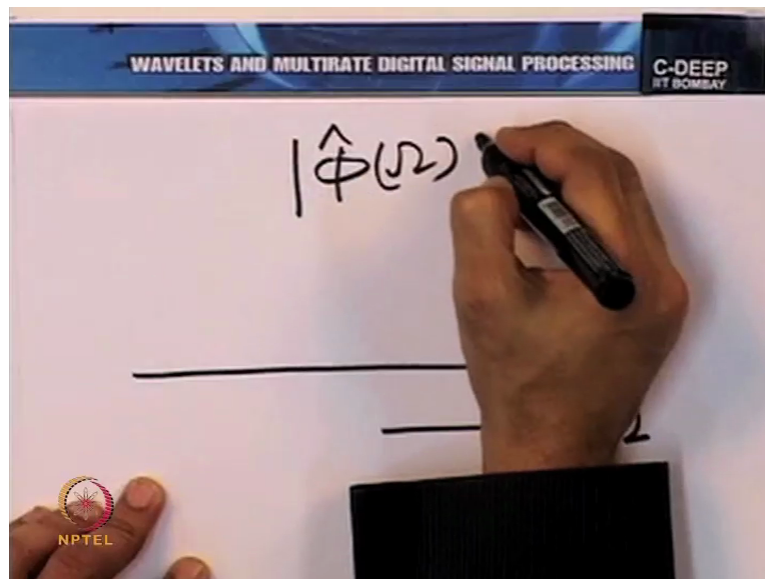 WAVELETS AND MULTIRATE DIGITAL SIGNAL PROCESSING
C-DEEP
IIT BOMBAY
|Φ̂(Ω)
NPTEL